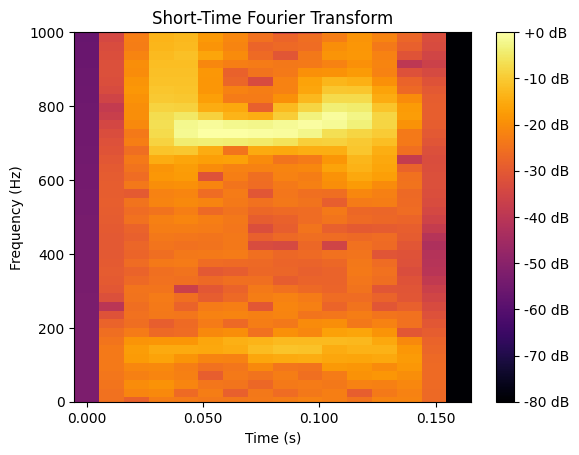 Short-Time Fourier Transform
1000
800
600
400
200
0
Frequency (Hz)
0.000
0.050
0.100
0.150
Time (s)
+0 dB
-10 dB
-20 dB
-30 dB
-40 dB
-50 dB
-60 dB
-70 dB
-80 dB